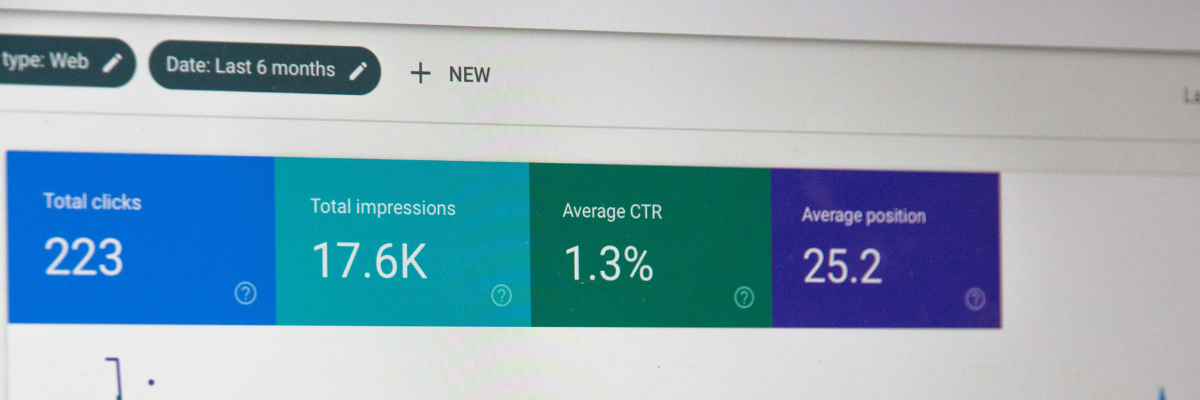 type: Web
Date: Last 6 months
+ NEW
Total clicks
223
Total impressions
17.6K
Average CTR
1.3%
Average position
25.2